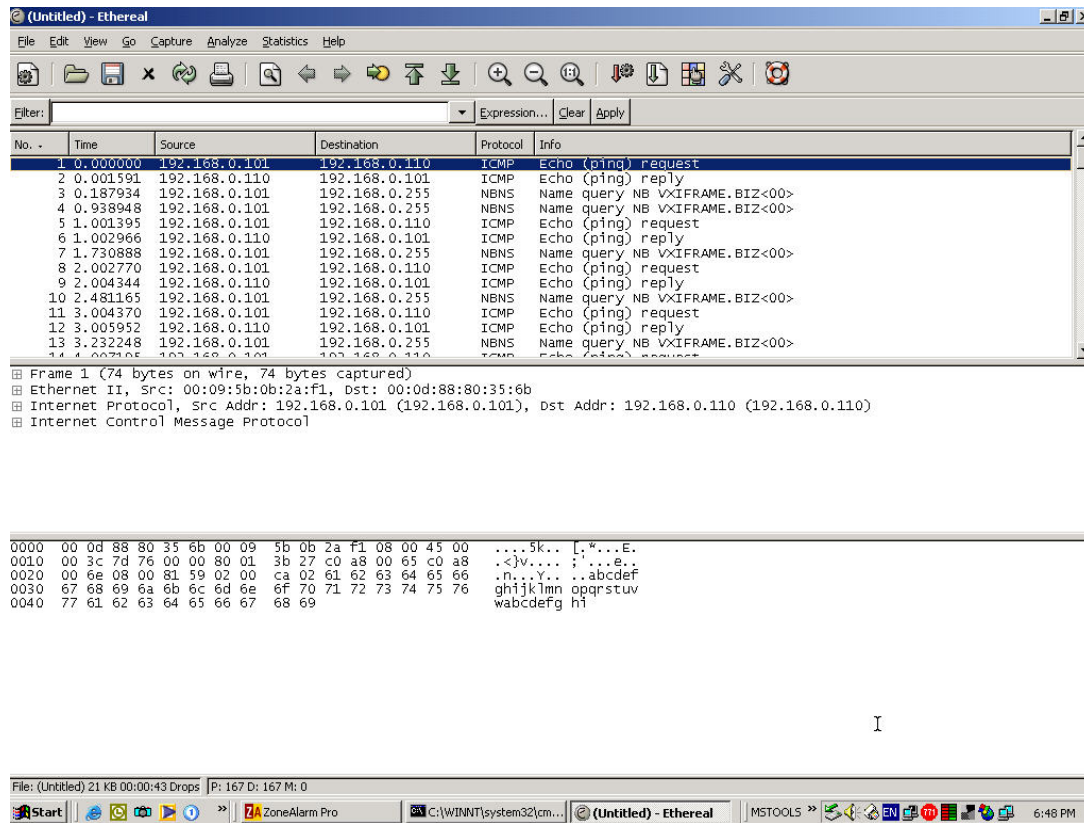 (Untitled) - Ethereal
File Edit View Go Capture Analyze Statistics Help
Filter: Expression... Clear Apply
No. - Time Source Destination Protocol Info
1 0.000000 192.168.0.101 192.168.0.110 ICMP Echo (ping) request
2 0.001591 192.168.0.110 192.168.0.101 ICMP Echo (ping) reply
3 0.187934 192.168.0.101 192.168.0.255 NBNS Name query NB VXIFRAME.BIZ<00>
4 0.938948 192.168.0.101 192.168.0.255 NBNS Name query NB VXIFRAME.BIZ<00>
5 1.001395 192.168.0.101 192.168.0.110 ICMP Echo (ping) request
6 1.002966 192.168.0.110 192.168.0.101 ICMP Echo (ping) reply
7 1.730888 192.168.0.101 192.168.0.255 NBNS Name query NB VXIFRAME.BIZ<00>
8 2.002770 192.168.0.101 192.168.0.110 ICMP Echo (ping) request
9 2.004344 192.168.0.110 192.168.0.101 ICMP Echo (ping) reply
10 2.481165 192.168.0.101 192.168.0.255 NBNS Name query NB VXIFRAME.BIZ<00>
11 3.004370 192.168.0.101 192.168.0.110 ICMP Echo (ping) request
12 3.005952 192.168.0.110 192.168.0.101 ICMP Echo (ping) reply
13 3.232248 192.168.0.101 192.168.0.255 NBNS Name query NB VXIFRAME.BIZ<00>
Frame 1 (74 bytes on wire, 74 bytes captured)
Ethernet II, Src: 00:09:5b:0b:2a:f1, Dst: 00:0d:88:80:35:6b
Internet Protocol, Src Addr: 192.168.0.101 (192.168.0.101), Dst Addr: 192.168.0.110 (192.168.0.110)
Internet Control Message Protocol
0000 00 0d 88 80 35 6b 00 09 5b 0b 2a f1 08 00 45 00 ....5k.. [.*...E.
0010 00 3c 7d 76 00 00 80 01 3b 27 c0 a8 00 65 c0 a8 .<}v.... ;'...e..
0020 00 6e 08 00 81 59 02 00 ca 02 61 62 63 64 65 66 .n...Y.. ..abcdef
0030 67 68 69 6a 6b 6c 6d 6e 6f 70 71 72 73 74 75 76 ghijklmn opqrstuv
0040 77 61 62 63 64 65 66 67 68 69 wabcdefg hi
File: (Untitled) 21 KB 00:00:43 Drops P: 167 D: 167 M: 0
Start » ZoneAlarm Pro C:\WINNT\system32\cm... (Untitled) - Ethereal MSTOOLS » EN 6:48 PM